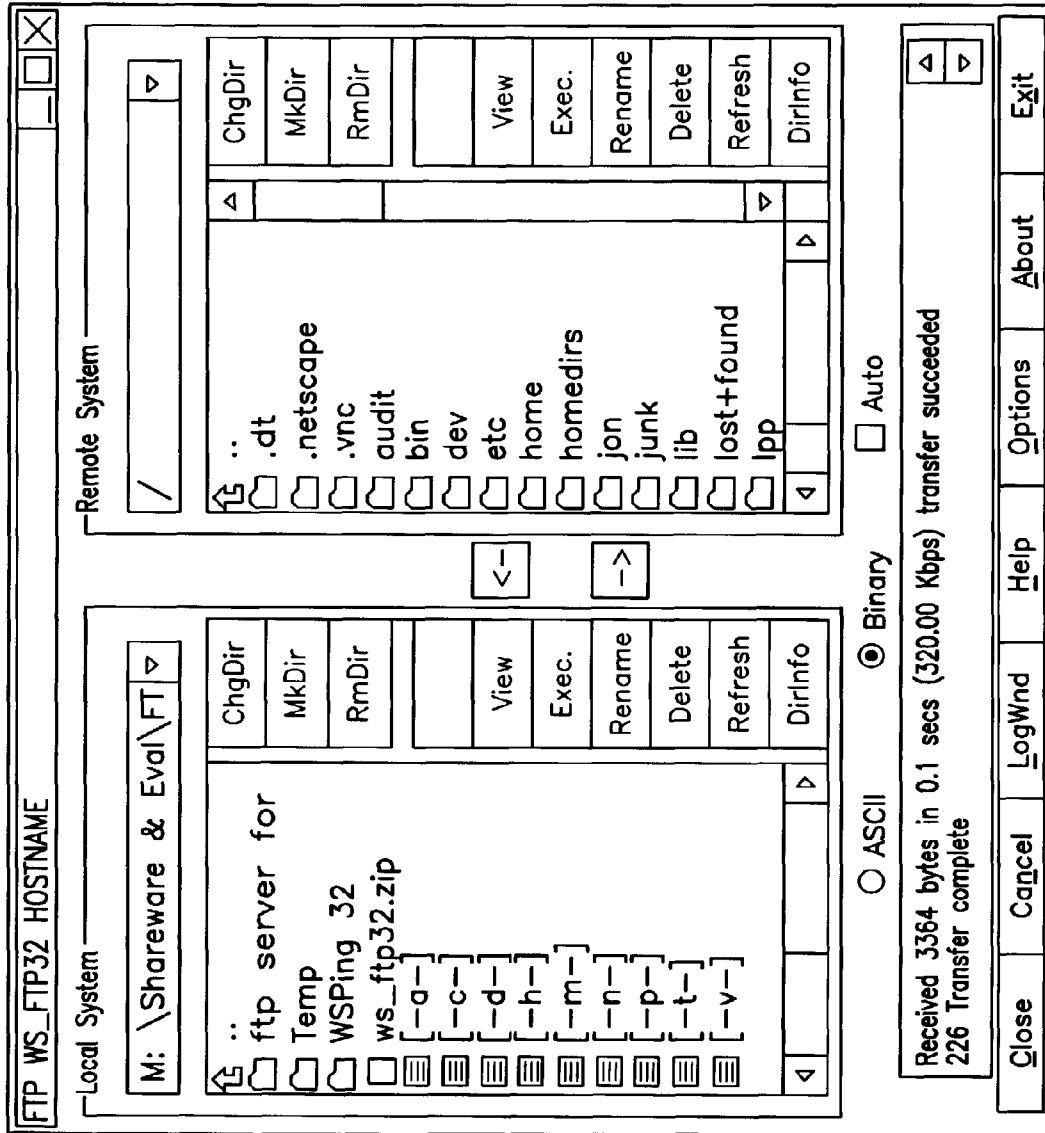 FTP WS_FTP32 HOSTNAME
Local System
M: \Shareware & Eval\FT
..
ftp server for
Temp
WSPing 32
ws_ftp32.zip
[-a-]
[-c-]
[-d-]
[-h-]
[-m-]
[-n-]
[-p-]
[-t-]
[-v-]
ChgDir
MkDir
RmDir
View
Exec.
Rename
Delete
Refresh
DirInfo
<-
->
Remote System
/
..
.dt
.netscape
.vnc
audit
bin
dev
etc
home
homedirs
jon
junk
lib
lost+found
lpp
ChgDir
MkDir
RmDir
View
Exec.
Rename
Delete
Refresh
DirInfo
ASCII Binary Auto
Received 3364 bytes in 0.1 secs (320.00 Kbps) transfer succeeded
226 Transfer complete
Close Cancel LogWnd Help Options About Exit